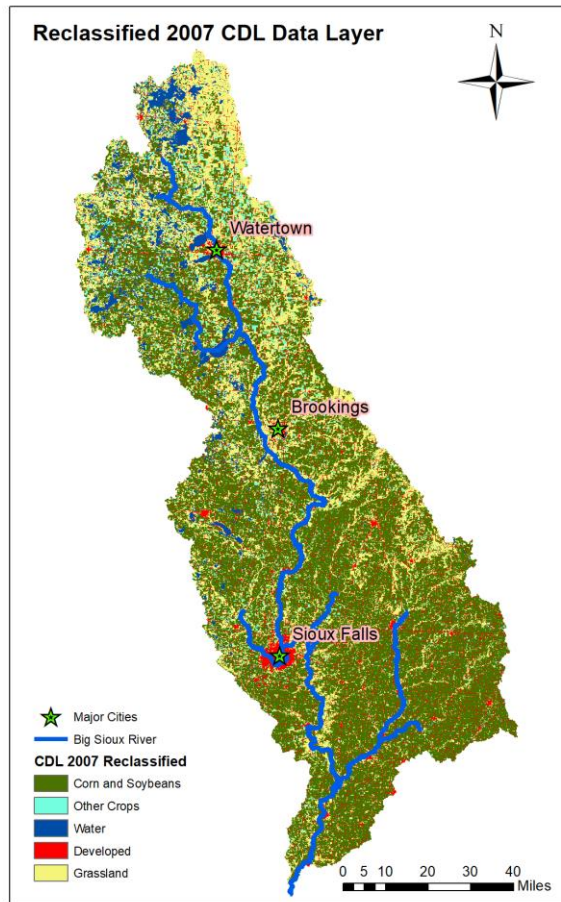 Reclassified 2007 CDL Data Layer
N
Watertown
Brookings
Sioux Falls
Major Cities
Big Sioux River
CDL 2007 Reclassified
Corn and Soybeans
Other Crops
Water
Developed
Grassland
0 5 10 20 30 40
Miles